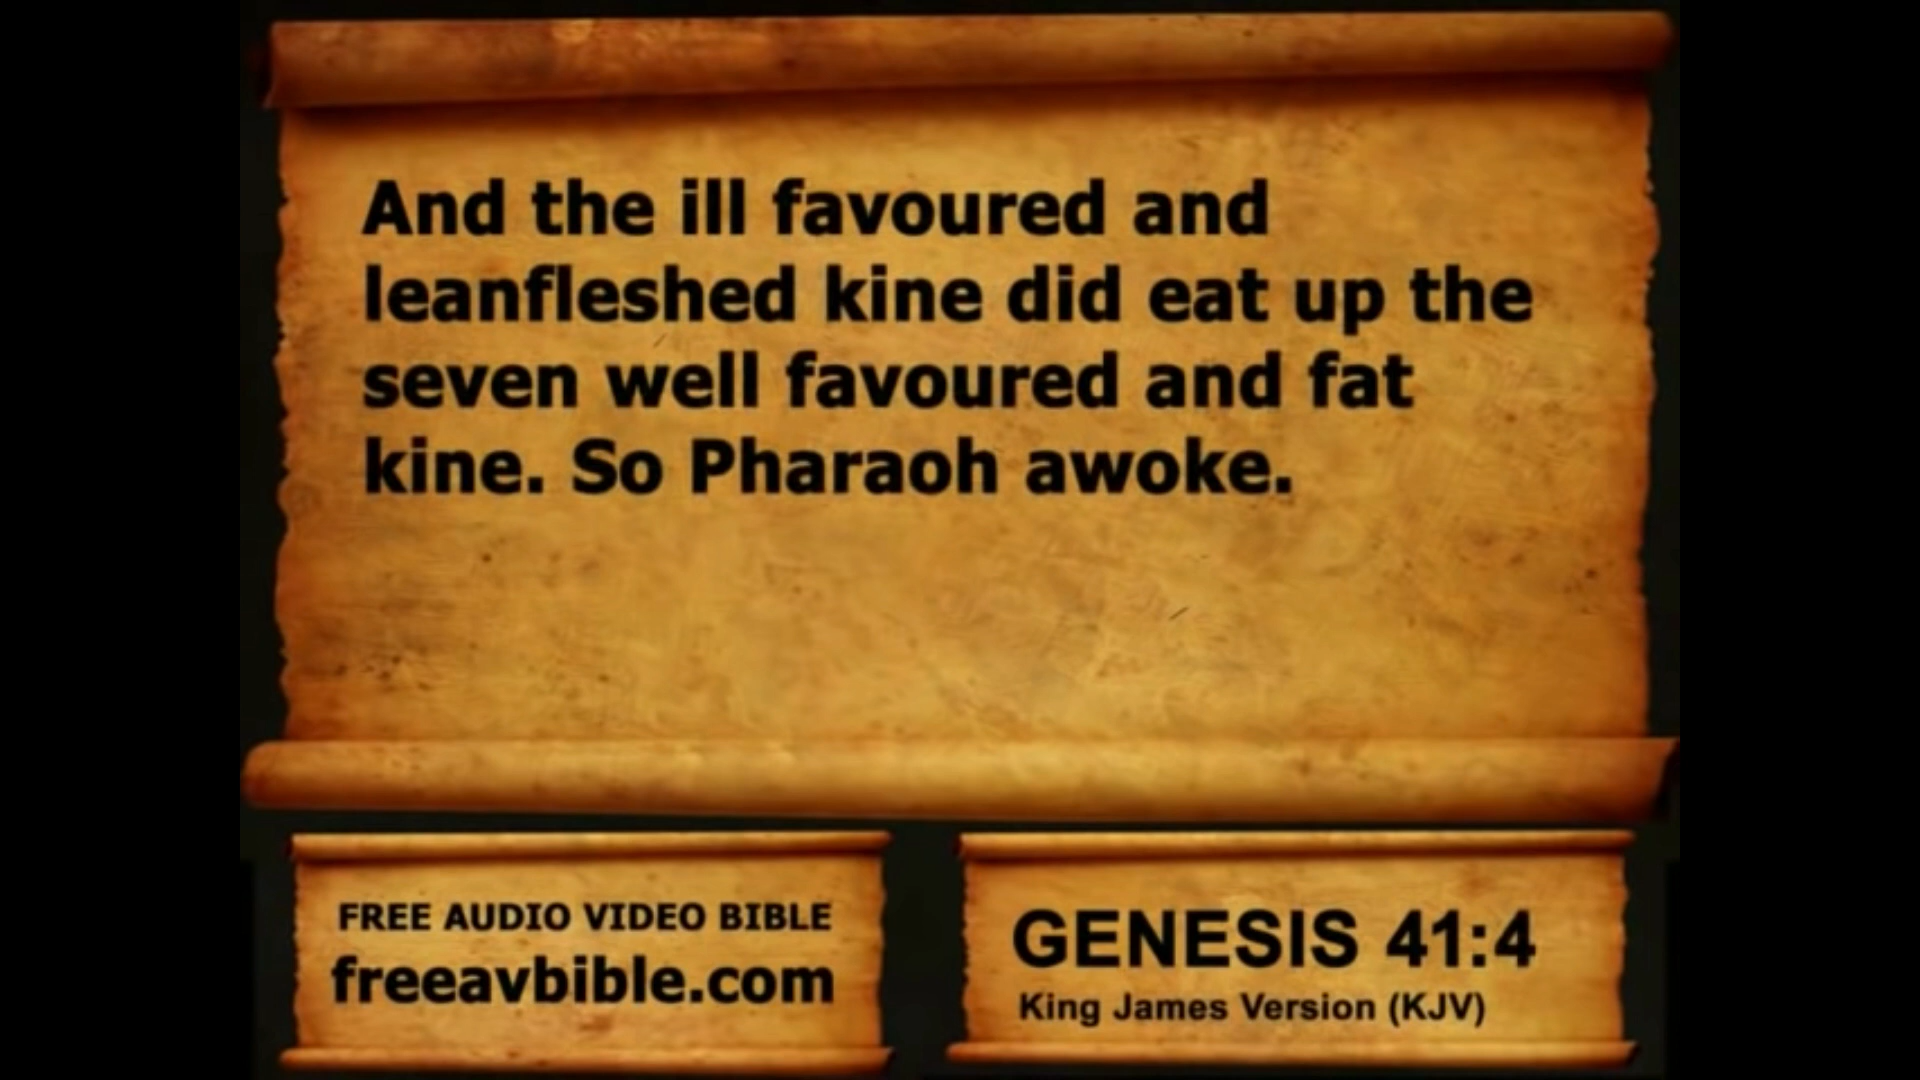 And the ill favoured and
leanfleshed kine did eat up the
seven well favoured and fat
kine. So Pharaoh awoke.
FREE AUDIO VIDEO BIBLE
freeavbible.com
GENESIS 41:4
King James Version (KJV)